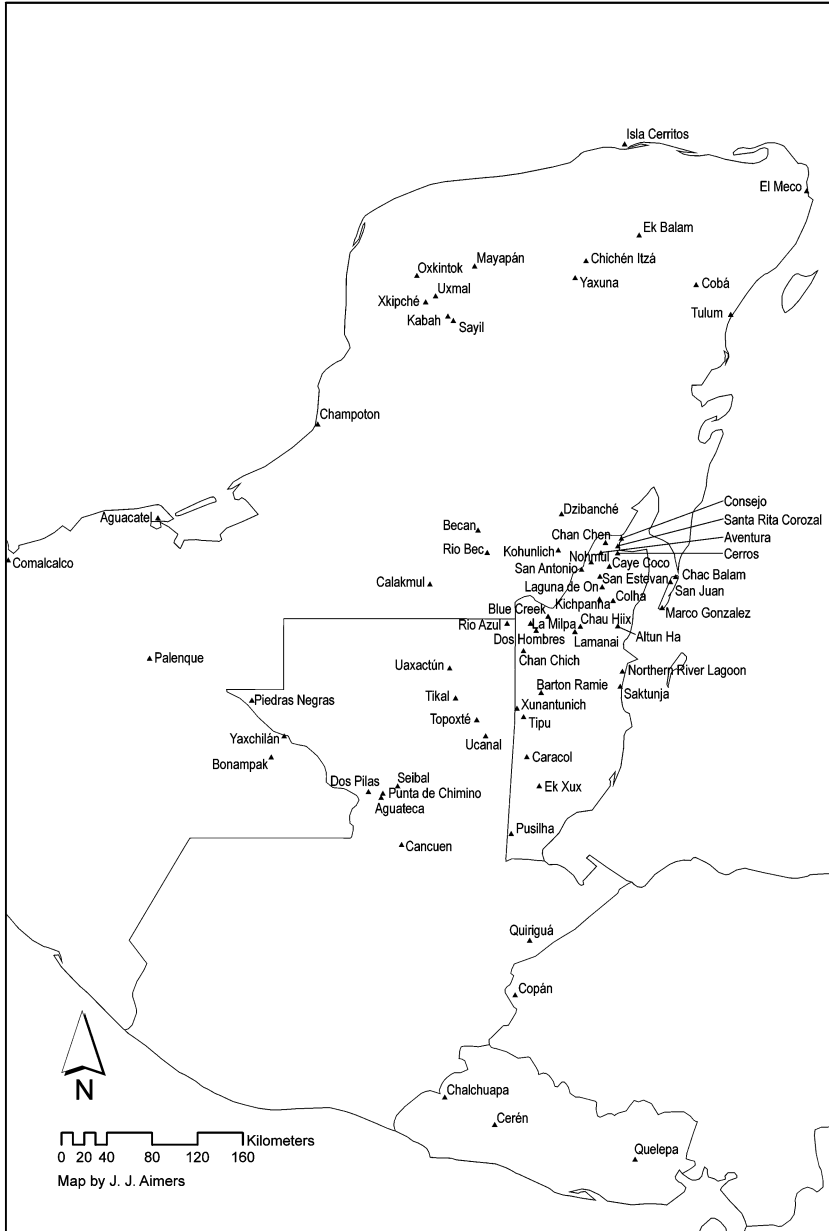 Isla Cerritos
El Meco
Ek Balam
Mayapán
Chichén Itzá
Oxkintok
Yaxuna
Cobá
Uxmal
Xkipché
Tulum
Kabah
Sayil
Champoton
Consejo
Dzibanché
Aguacatel
Santa Rita Corozal
Becan
Chan Chen
Aventura
Rio Bec
Kohunlich
Nohmul
Cerros
Comalcalco
San Antonio
Caye Coco
Calakmul
San Estevan
Chac Balam
Laguna de On
San Juan
Kichpanha
Colha
Blue Creek
Marco Gonzalez
Rio Azul
La Milpa
Chau Hiix
Dos Hombres
Lamanai
Altun Ha
Palenque
Chan Chich
Uaxactún
Northern River Lagoon
Barton Ramie
Saktunja
Piedras Negras
Tikal
Xunantunich
Topoxté
Tipu
Yaxchilán
Ucanal
Bonampak
Caracol
Seibal
Dos Pilas
Ek Xux
Punta de Chimino
Aguateca
Pusilha
Cancuen
Quiriguá
Copán
N
Chalchuapa
Cerén
Kilometers
0 20 40 80 120 160
Quelepa
Map by J. J. Aimers